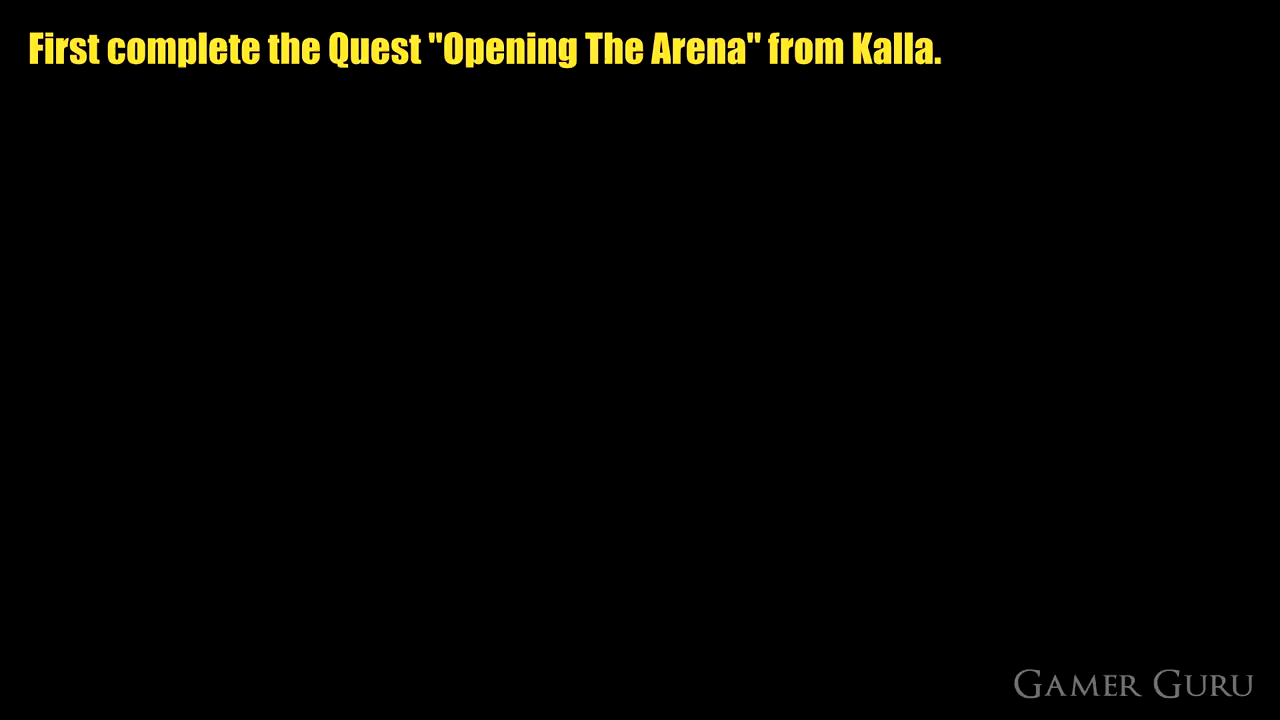 First complete the Quest "Opening The Arena" from Kalla.
GAMER GURU